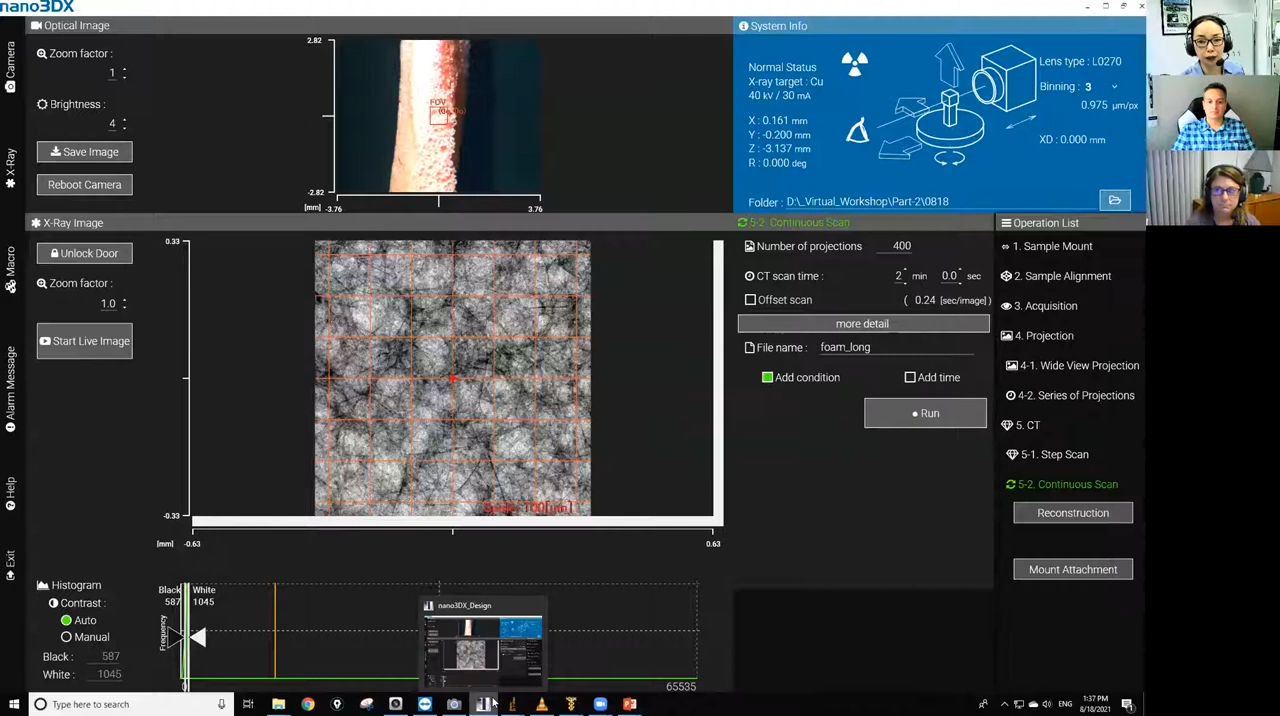 nano3DX
Optical Image
System Info
Zoom factor :
1
Brightness :
4
Save Image
Reboot Camera
2.82
-2.82
[mm]
-3.76
3.76
FOV
Normal Status
X-ray target : Cu
40 kV / 30 mA
X : 0.161 mm
Y : -0.200 mm
Z : -3.137 mm
R : 0.000 deg
Lens type : L0270
Binning : 3
0.975 µm/px
XD : 0.000 mm
Folder : D:\_Virtual_Workshop\Part-2\0818
Camera
X-Ray
Macro
Alarm Message
Help
Exit
X-Ray Image
Unlock Door
Zoom factor :
1.0
Start Live Image
0.33
-0.33
[mm]
-0.63
0.63
5-2. Continuous Scan
Number of projections
400
CT scan time :
2 min 0.0 sec
Offset scan
( 0.24 [sec/image] )
more detail
File name : foam_long
Add condition
Add time
Run
Operation List
1. Sample Mount
2. Sample Alignment
3. Acquisition
4. Projection
4-1. Wide View Projection
4-2. Series of Projections
5. CT
5-1. Step Scan
5-2. Continuous Scan
Reconstruction
Mount Attachment
Histogram
Contrast :
Auto
Manual
Black : 587
White : 1045
Black
587
White
1045
Frequency
0
65535
nano3DX_Design
Type here to search
ENG
1:37 PM
8/18/2021